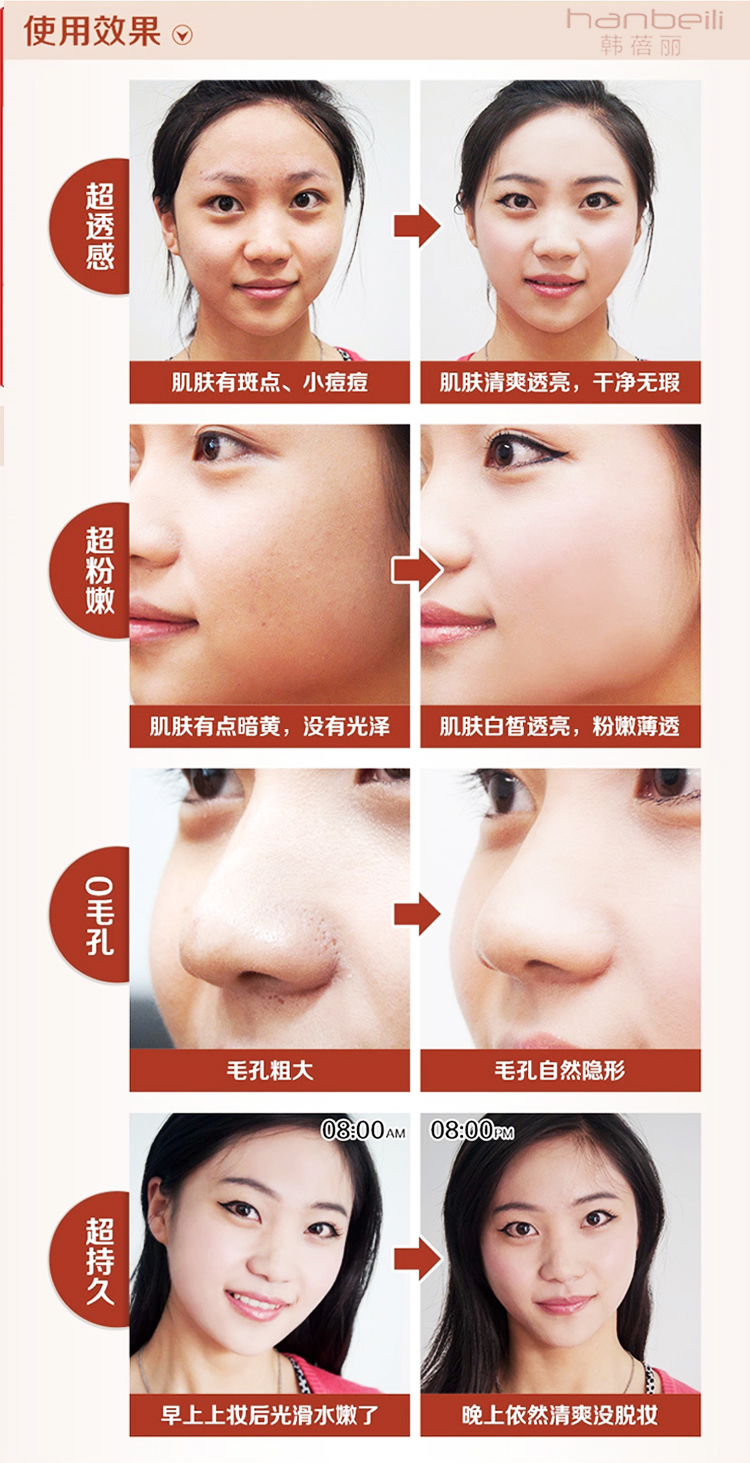 使用效果
hanbeili
韩蓓丽
超透感
肌肤有斑点、小痘痘
肌肤清爽透亮，干净无瑕
超粉嫩
肌肤有点暗黄，没有光泽
肌肤白皙透亮，粉嫩薄透
0毛孔
毛孔粗大
毛孔自然隐形
08:00AM
08:00PM
超持久
早上上妆后光滑水嫩了
晚上依然清爽没脱妆